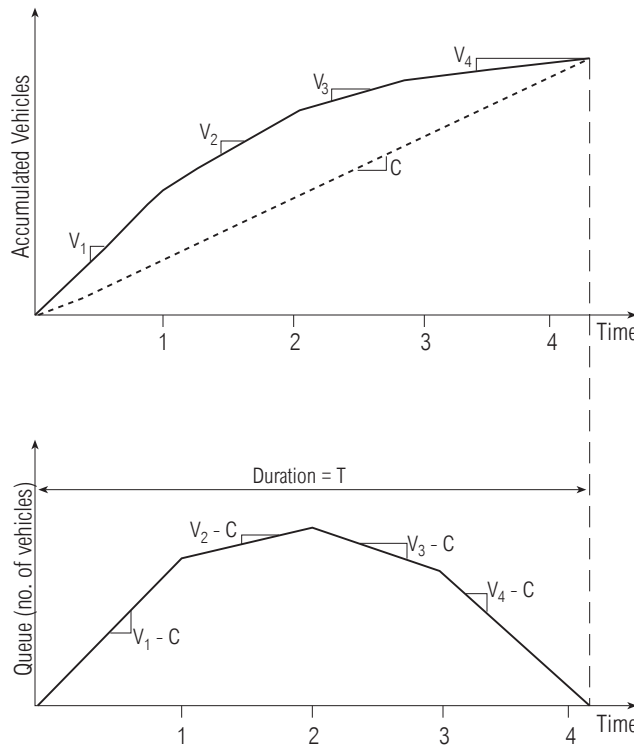 Accumulated Vehicles
V4
V3
V2
C
V1
1 2 3 4 Time
Queue (no. of vehicles)
Duration = T
V2 - C
V3 - C
V4 - C
V1 - C
1 2 3 4 Time